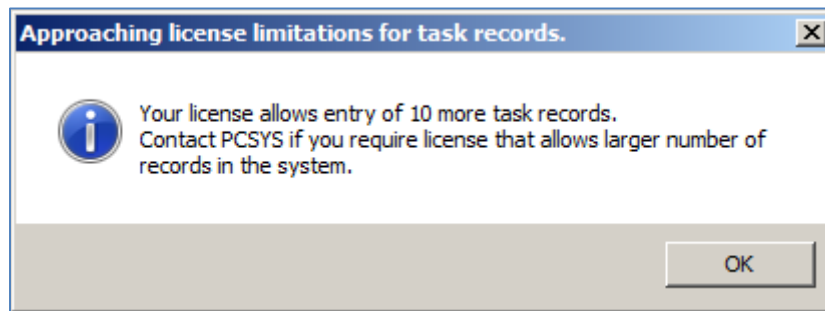 Approaching license limitations for task records.
Your license allows entry of 10 more task records.
Contact PCSYS if you require license that allows larger number of
records in the system.
OK